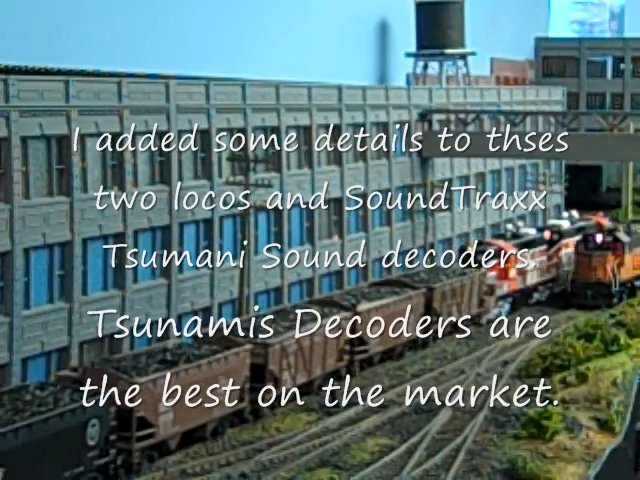 I added some details to thses
two locos and SoundTraxx
Tsumani Sound decoders.
Tsunamis Decoders are
the best on the market.